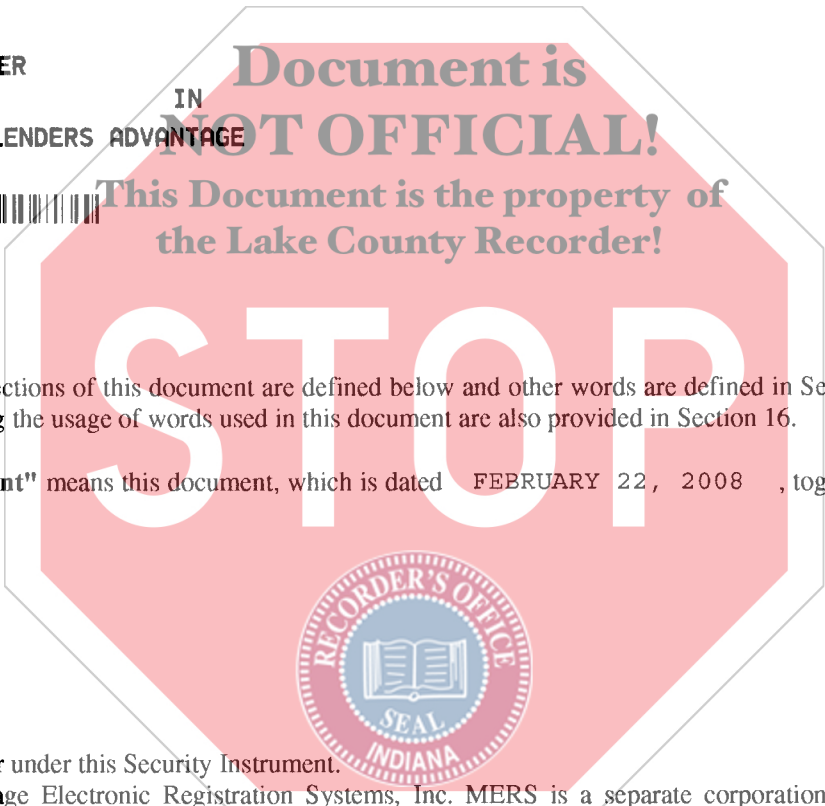 ER
Document is
IN
LENDERS ADVANTAGE
NOT OFFICIAL!
This Document is the property of
the Lake County Recorder!
STOP
ctions of this document are defined below and other words are defined in Se
g the usage of words used in this document are also provided in Section 16.
nt" means this document, which is dated FEBRUARY 22, 2008 , tog
RECORDER'S OFFICE
SEAL
INDIANA
r under this Security Instrument.
ge Electronic Registration Systems, Inc. MERS is a separate corporation